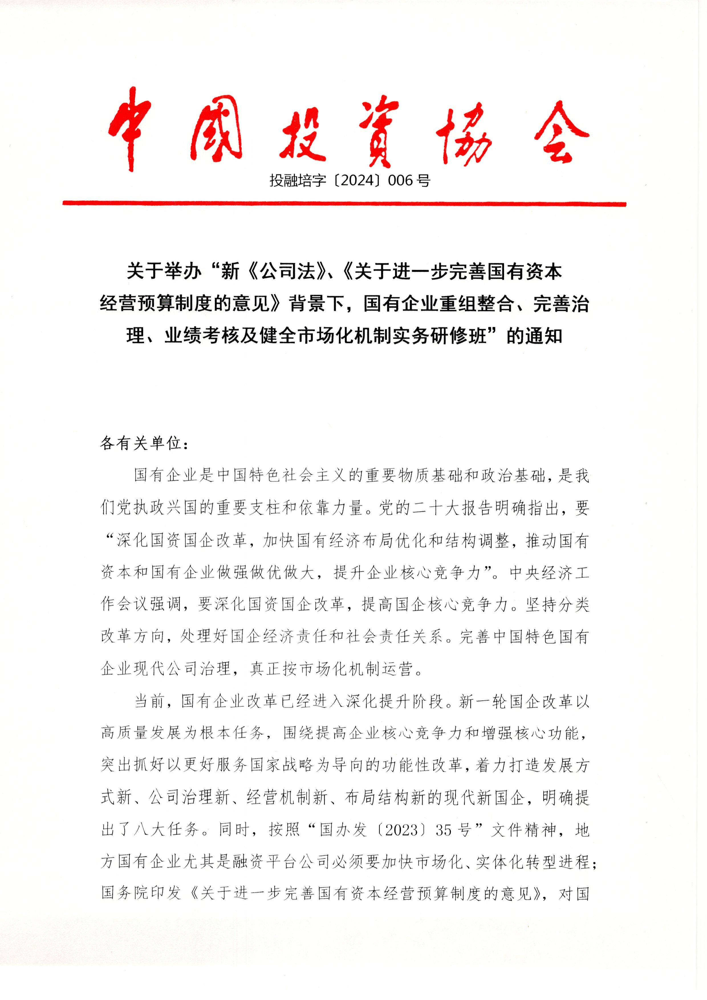 中國投資協会
投融培字〔2024〕006号
关于举办“新《公司法》、《关于进一步完善国有资本
经营预算制度的意见》背景下，国有企业重组整合、完善治
理、业绩考核及健全市场化机制实务研修班”的通知
各有关单位：
国有企业是中国特色社会主义的重要物质基础和政治基础，是我
们党执政兴国的重要支柱和依靠力量。党的二十大报告明确指出，要
“深化国资国企改革，加快国有经济布局优化和结构调整，推动国有
资本和国有企业做强做优做大，提升企业核心竞争力”。中央经济工
作会议强调，要深化国资国企改革，提高国企核心竞争力。坚持分类
改革方向，处理好国企经济责任和社会责任关系。完善中国特色国有
企业现代公司治理，真正按市场化机制运营。
当前，国有企业改革已经进入深化提升阶段。新一轮国企改革以
高质量发展为根本任务，围绕提高企业核心竞争力和增强核心功能，
突出抓好以更好服务国家战略为导向的功能性改革，着力打造发展方
式新、公司治理新、经营机制新、布局结构新的现代新国企，明确提
出了八大任务。同时，按照“国办发〔2023〕35号”文件精神，地
方国有企业尤其是融资平台公司必须要加快市场化、实体化转型进程；
国务院印发《关于进一步完善国有资本经营预算制度的意见》，对国